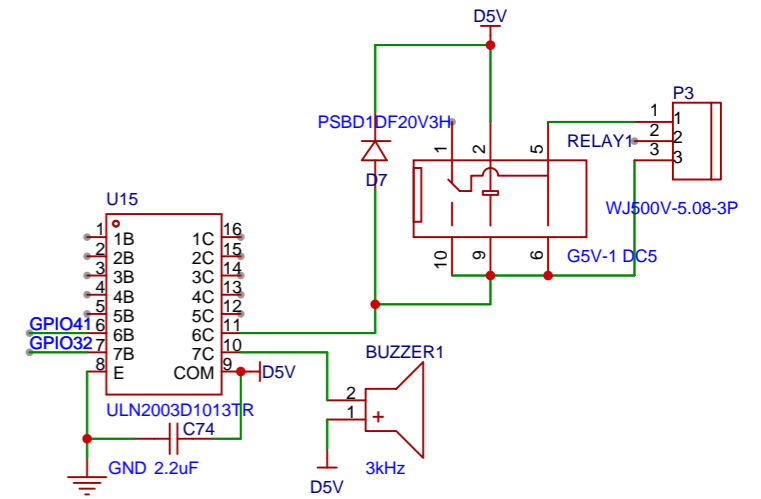 D5V
P3
PSBD1DF20V3H
1
2
5
1
1
RELAY1
2
2
3
3
D7
WJ500V-5.08-3P
U15
10
9
6
G5V-1 DC5
1
1B
1C
16
2
2B
2C
15
3
3B
3C
14
4
4B
4C
13
5
5B
5C
12
GPIO41
6
6B
6C
11
GPIO32
7
7B
7C
10
8
E
COM
9
D5V
BUZZER1
2
1
+
ULN2003D1013TR
C74
GND
2.2uF
3kHz
D5V